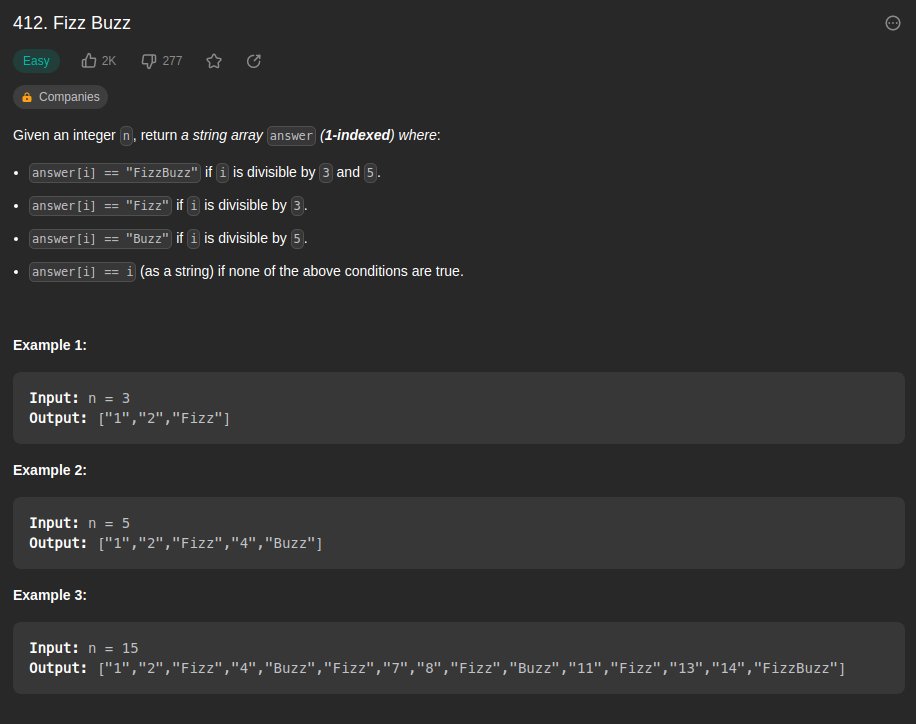 412. Fizz Buzz
Easy 2K 277
Companies
Given an integer n, return a string array answer (1-indexed) where:
• answer[i] == "FizzBuzz" if i is divisible by 3 and 5.
• answer[i] == "Fizz" if i is divisible by 3.
• answer[i] == "Buzz" if i is divisible by 5.
• answer[i] == i (as a string) if none of the above conditions are true.
Example 1:
Input: n = 3
Output: ["1","2","Fizz"]
Example 2:
Input: n = 5
Output: ["1","2","Fizz","4","Buzz"]
Example 3:
Input: n = 15
Output: ["1","2","Fizz","4","Buzz","Fizz","7","8","Fizz","Buzz","11","Fizz","13","14","FizzBuzz"]